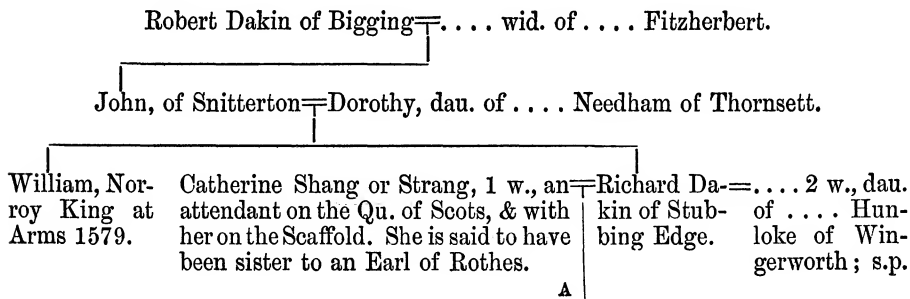 Robert Dakin of Bigging=. . . . wid. of . . . . Fitzherbert.
John, of Snitterton=Dorothy, dau. of . . . . Needham of Thornsett.
William, Nor-
roy King at
Arms 1579.
Catherine Shang or Strang, 1 w., an
attendant on the Qu. of Scots, & with
her on the Scaffold. She is said to have
been sister to an Earl of Rothes.
=Richard Da-
kin of Stub-
bing Edge.
=. . . . 2 w., dau.
of . . . . Hun-
loke of Win-
gerworth; s.p.
A